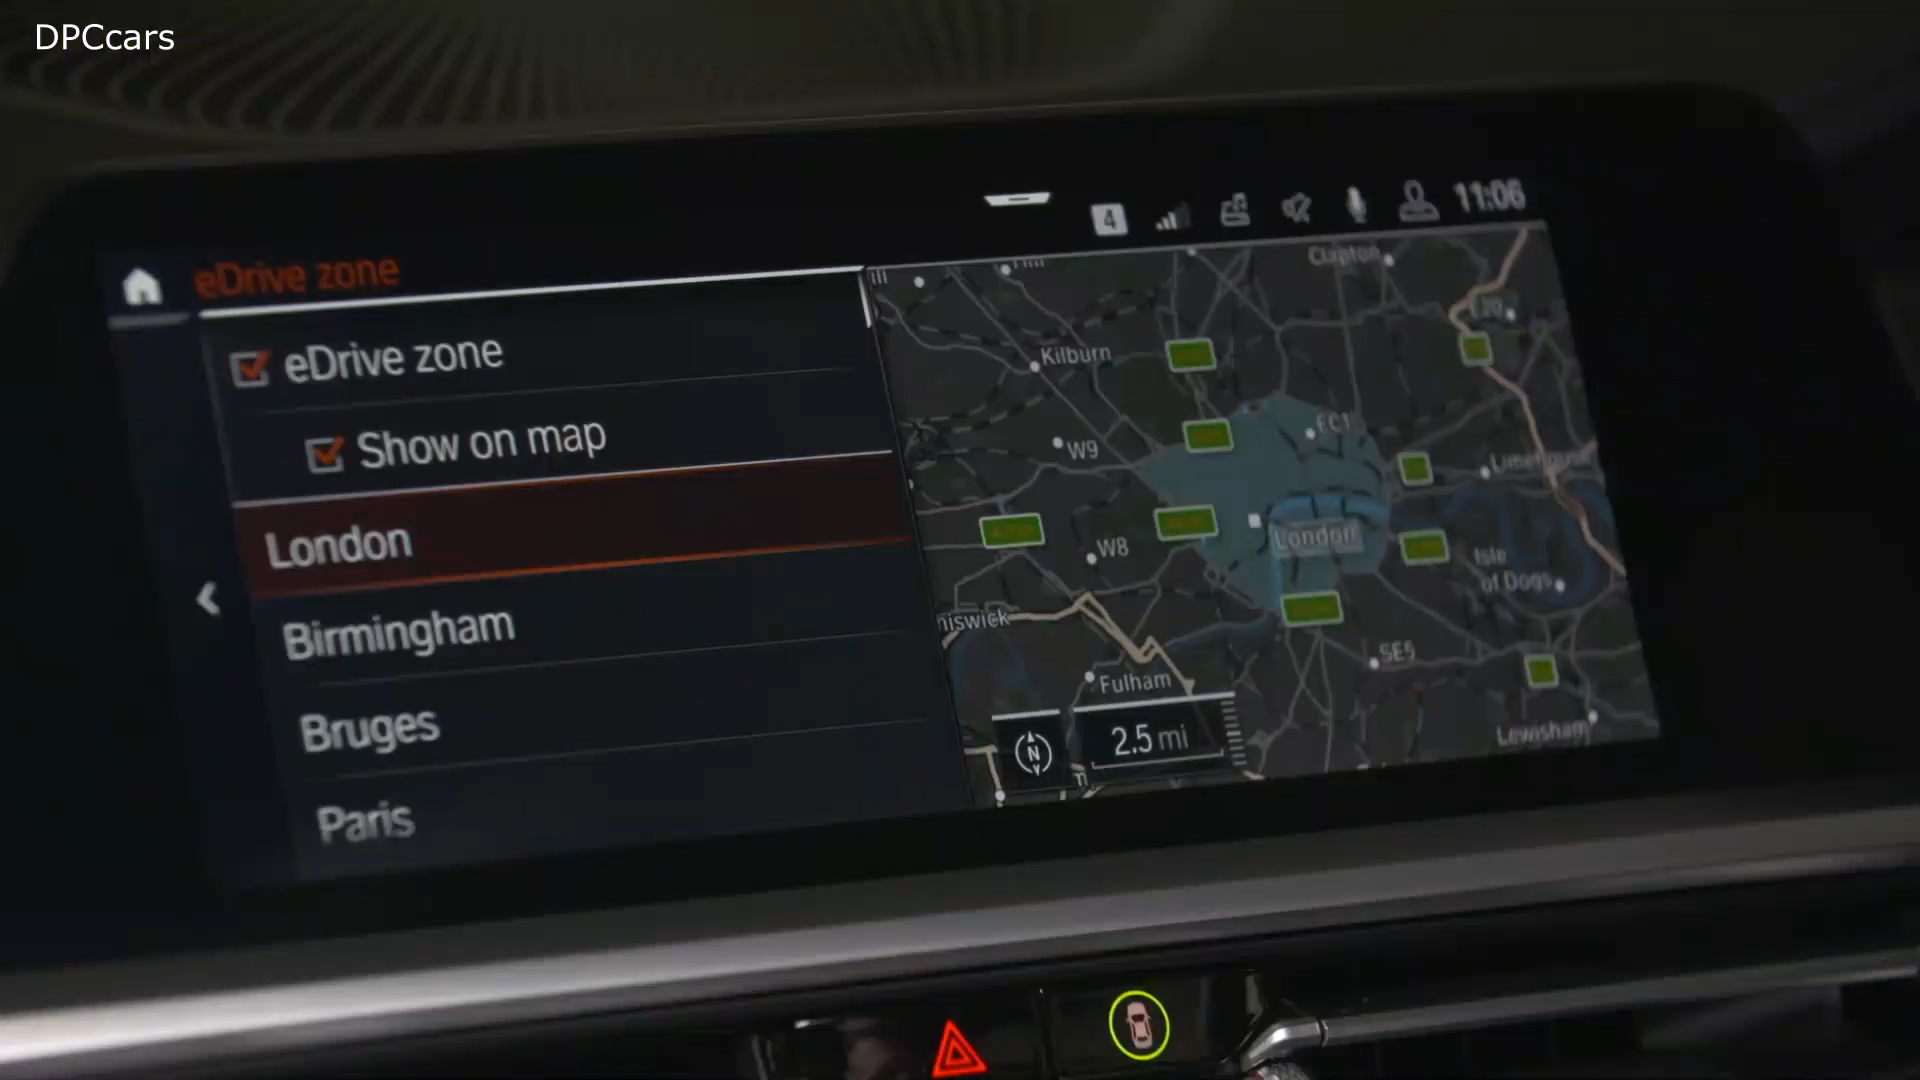 DPCcars
4
11:06
eDrive zone
eDrive zone
Show on map
London
Birmingham
Bruges
Paris
Clapton
Kilburn
EC1
W9
London
W8
Isle
of Dogs
SE5
Fulham
Lewisham
N
2.5 mi